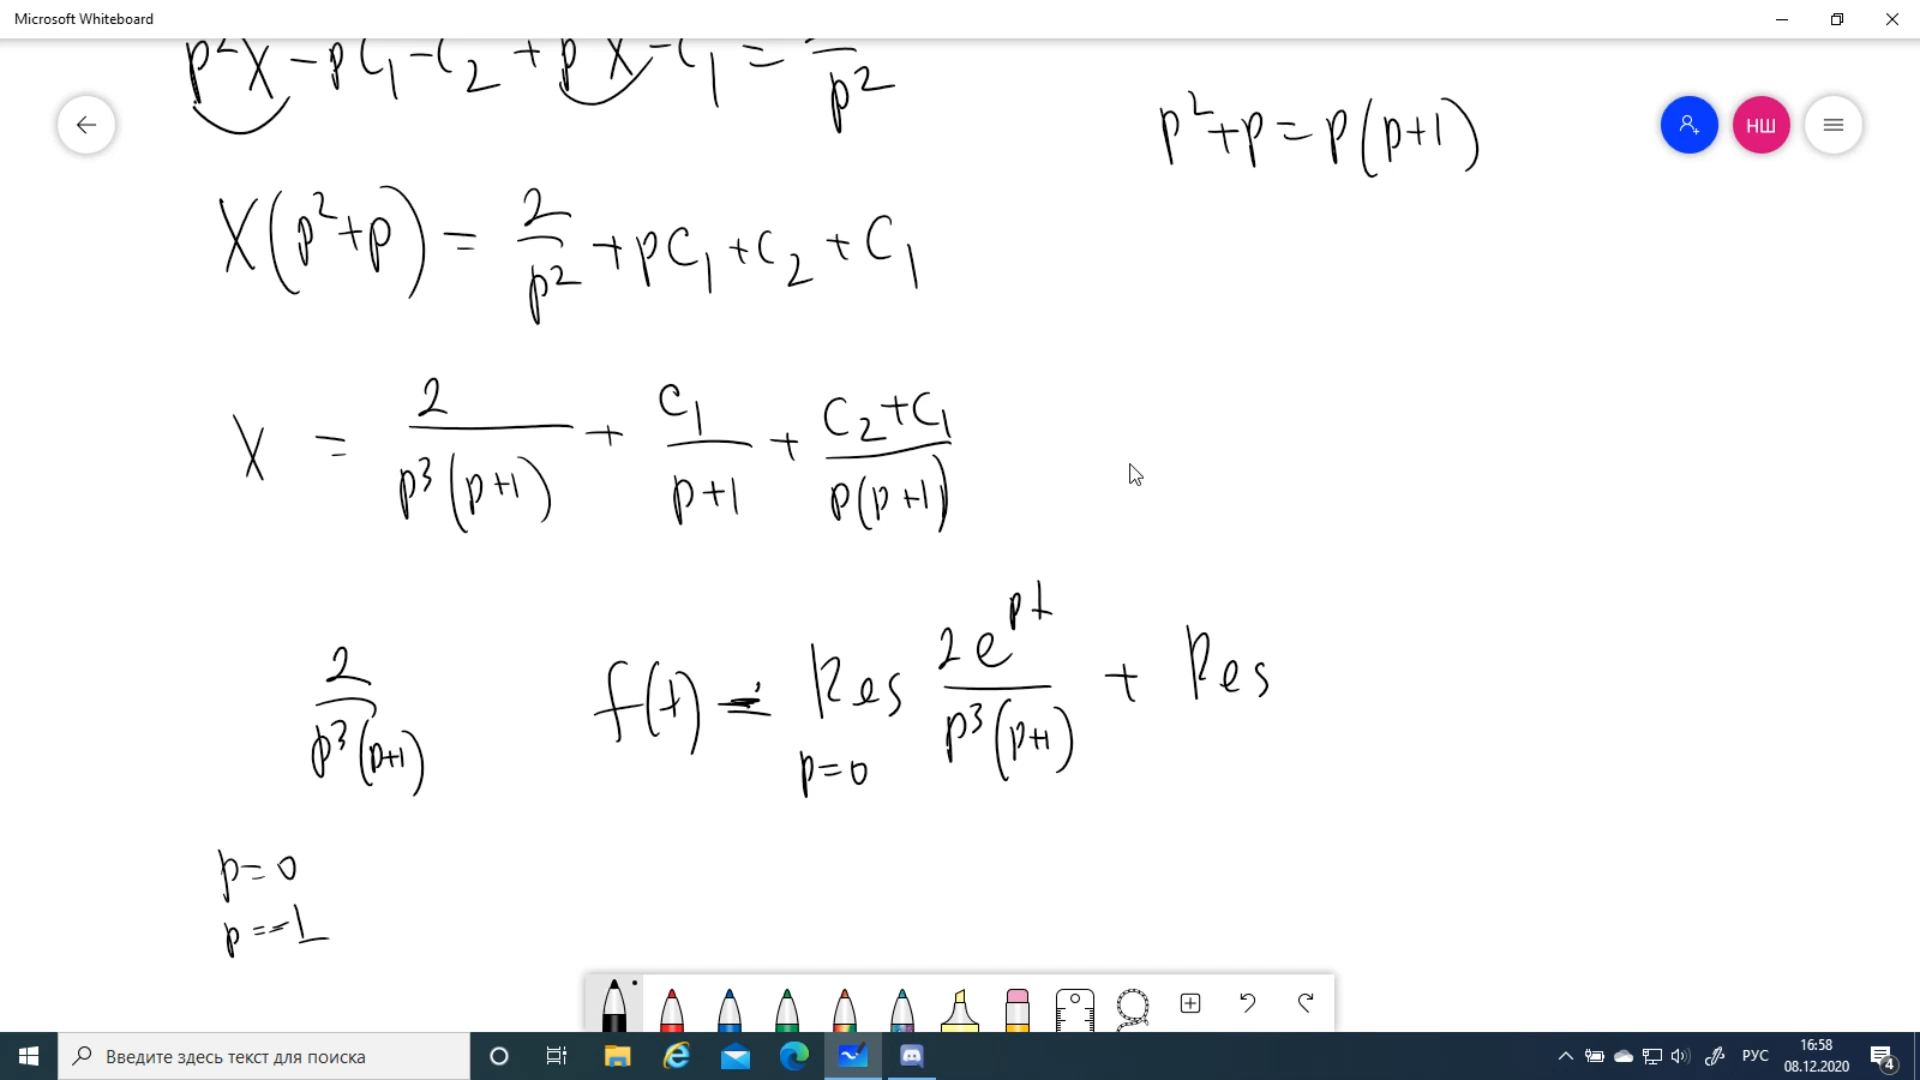 Microsoft Whiteboard
p²X - pC₁ - C₂ + pX - C₁ = /p²
p² + p = p(p+1)
НШ
X(p²+p) = 2/p² + pC₁ + C₂ + C₁
X = 2/(p³(p+1)) + C₁/(p+1) + (C₂+C₁)/(p(p+1))
2/(p³(p+1)) f(t) = Res p=0 2e^(pt)/(p³(p+1)) + Res
p=0
p=-1
Введите здесь текст для поиска
РУС
16:58
08.12.2020
4